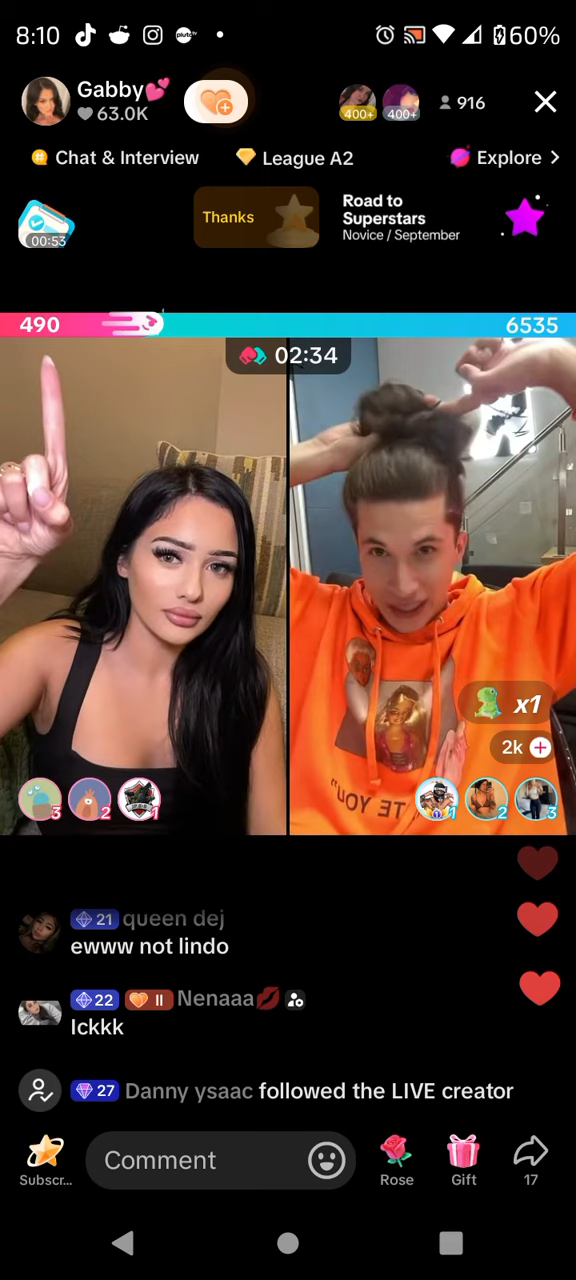 8:10
pluto tv
60%
Gabby💕
63.0K
400+
400+
916
Chat & Interview
League A2
Explore >
00:53
Thanks
Road to
Superstars
Novice / September
490
6535
02:34
x1
2k +
3
2
1
1
2
3
21 queen dej
ewww not lindo
22 II Nenaaa💋
Ickkk
27 Danny ysaac followed the LIVE creator
Subscr...
Comment
Rose
Gift
17